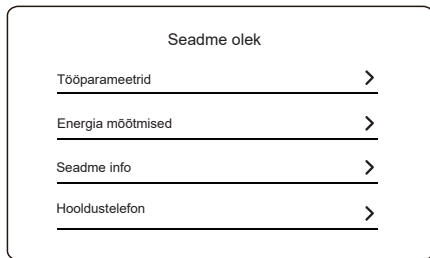 Seadme olek
Tööparameetrid
Energia mõõtmised
Seadme info
Hooldustelefon